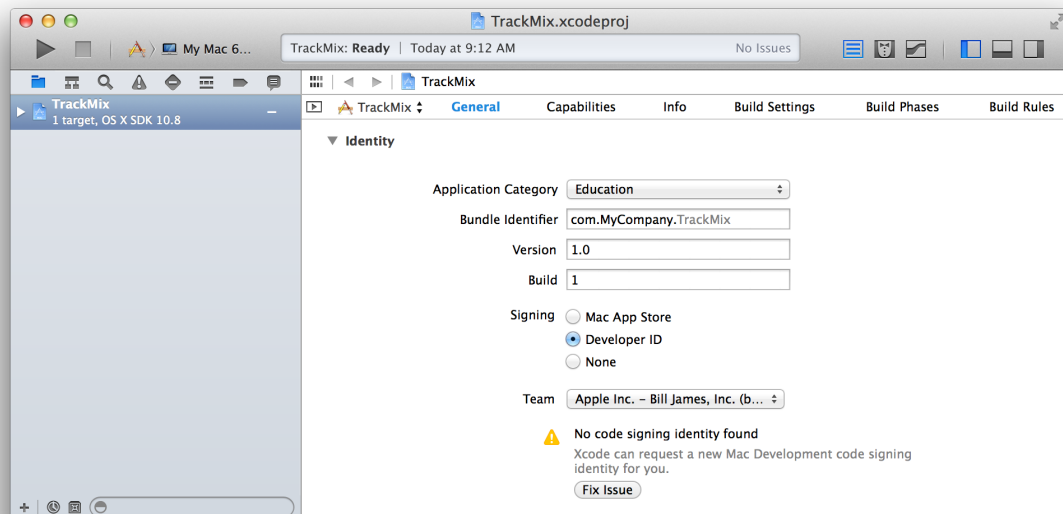 TrackMix.xcodeproj
My Mac 6...
TrackMix: Ready | Today at 9:12 AM
No Issues
TrackMix
TrackMix
1 target, OS X SDK 10.8
TrackMix
General
Capabilities
Info
Build Settings
Build Phases
Build Rules
Identity
Application Category
Education
Bundle Identifier
com.MyCompany.TrackMix
Version
1.0
Build
1
Signing
Mac App Store
Developer ID
None
Team
Apple Inc. – Bill James, Inc. (b...
No code signing identity found
Xcode can request a new Mac Development code signing
identity for you.
Fix Issue